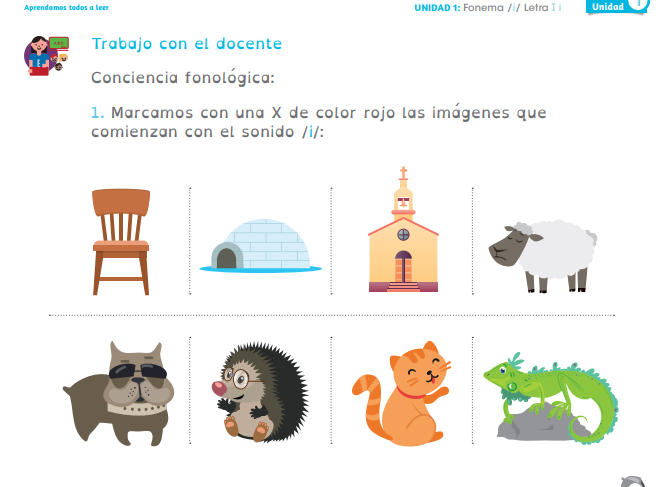 Aprendamos todos a leer
UNIDAD 1: Fonema /i/ Letra I i
Unidad 1
Trabajo con el docente
Conciencia fonológica:
1. Marcamos con una X de color rojo las imágenes que
comienzan con el sonido /i/: